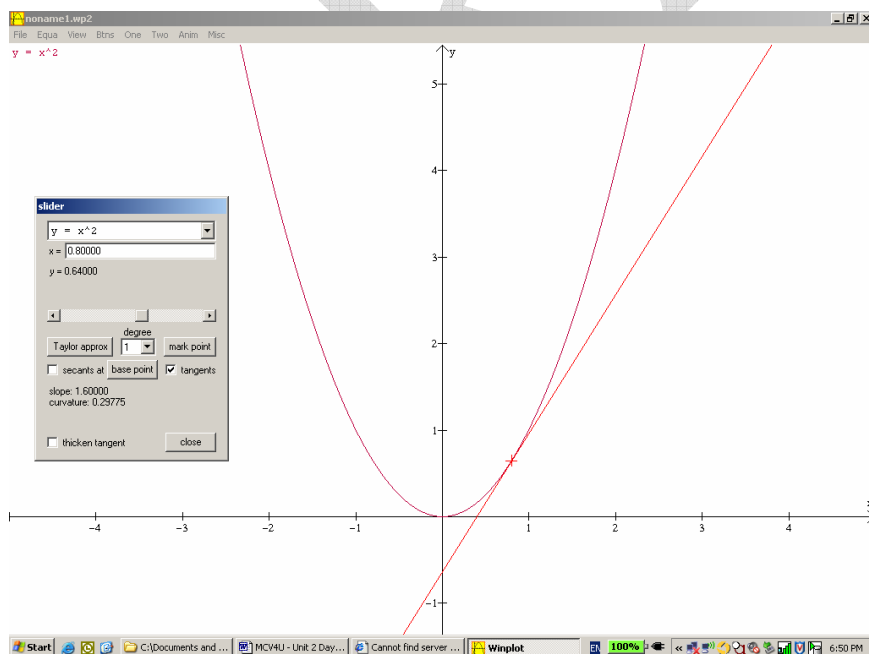 noname1.wp2
File Equa View Btns One Two Anim Misc
y = x^2
y
5
4
3
2
1
-4 -3 -2 -1 1 2 3 4
-1
slider
y = x^2
x = 0.80000
y = 0.64000
degree
Taylor approx 1 mark point
secants at base point tangents
slope: 1.60000
curvature: 0.29775
thicken tangent close
Start C:\Documents and ... MCV4U - Unit 2 Day... Cannot find server ... Winplot EN 100% « 6:50 PM